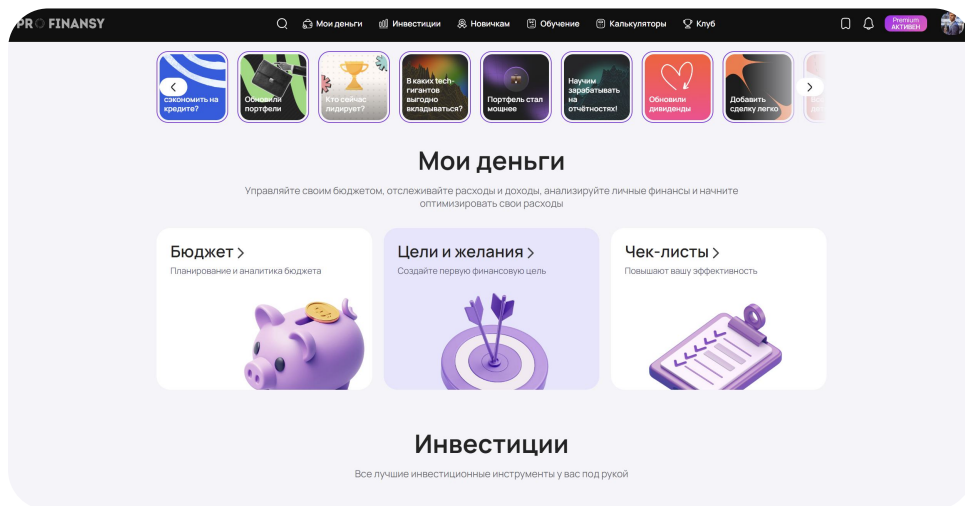 PRO FINANSY
Мои деньги
Инвестиции
Новичкам
Обучение
Калькуляторы
Клуб
Premium
АКТИВЕН
сэкономить на
кредите?
Обновили
портфели
Кто сейчас
лидирует?
В каких tech-
гигантов
выгодно
вкладываться?
Портфель стал
мощнее
Научим
зарабатывать
на
отчётностях!
Обновили
дивиденды
Добавить
сделку легко
Мои деньги
Управляйте своим бюджетом, отслеживайте расходы и доходы, анализируйте личные финансы и начните
оптимизировать свои расходы
Бюджет >
Планирование и аналитика бюджета
Цели и желания >
Создайте первую финансовую цель
Чек-листы >
Повышают вашу эффективность
Инвестиции
Все лучшие инвестиционные инструменты у вас под рукой